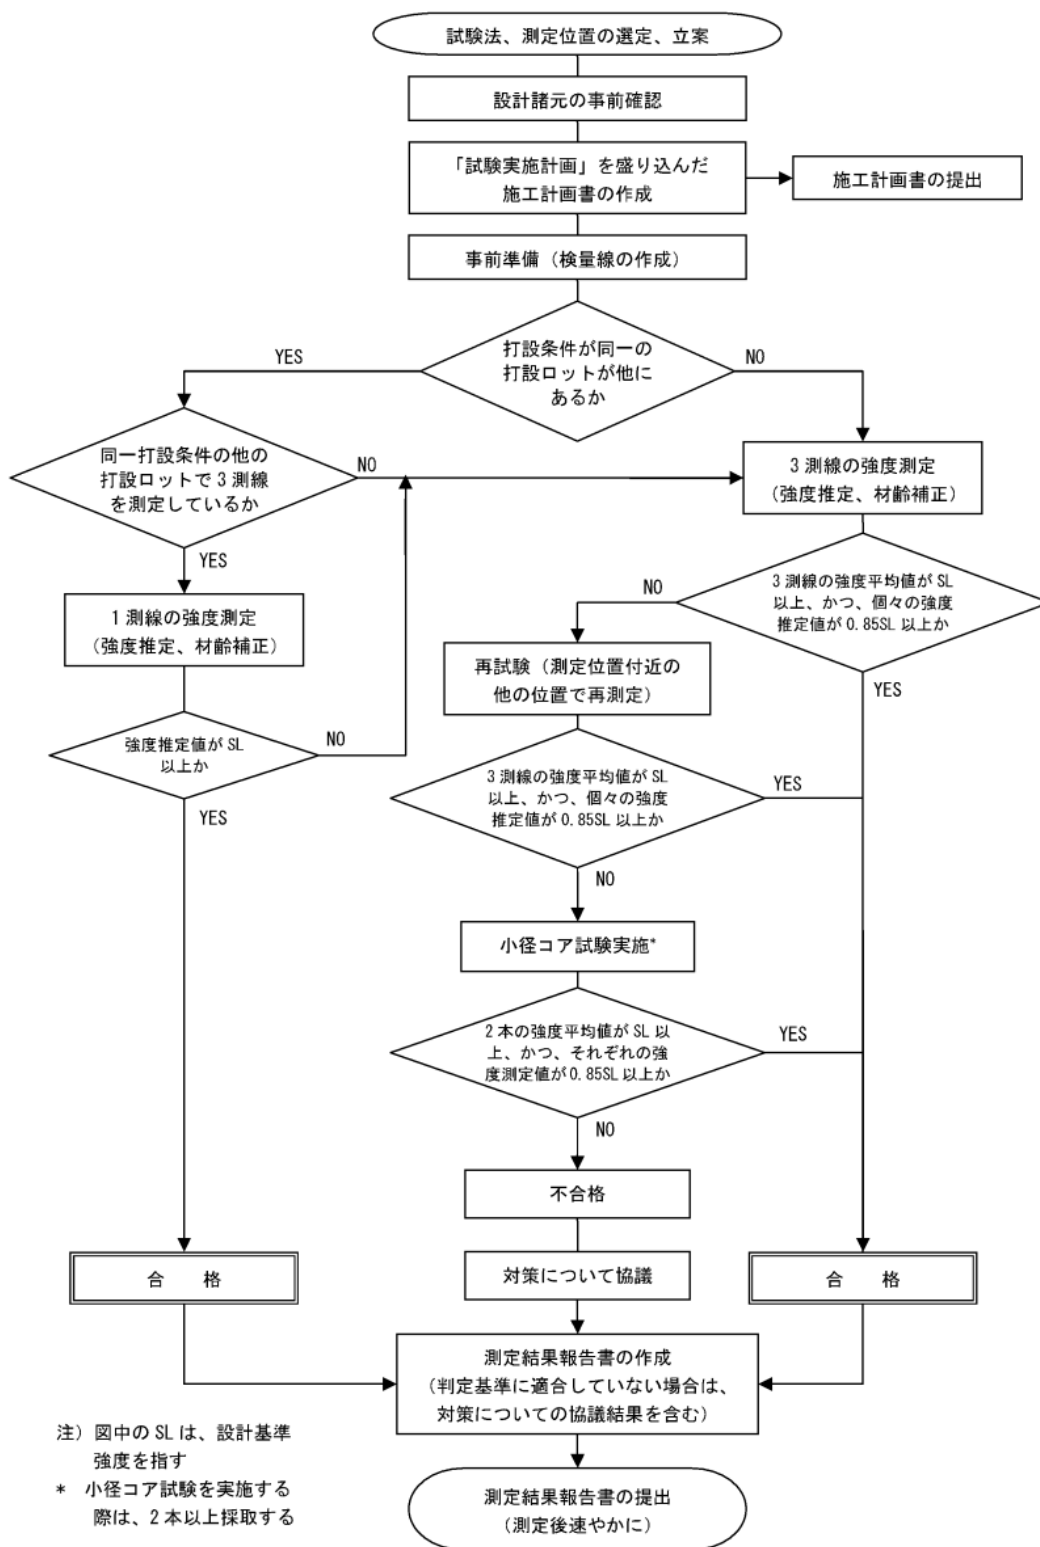 試験法、測定位置の選定、立案
設計諸元の事前確認
「試験実施計画」を盛り込んだ
施工計画書の作成
施工計画書の提出
事前準備（検量線の作成）
打設条件が同一の
打設ロットが他に
あるか
YES
NO
同一打設条件の他の
打設ロットで3測線
を測定しているか
NO
YES
3測線の強度測定
（強度推定、材齢補正）
1測線の強度測定
（強度推定、材齢補正）
3測線の強度平均値がSL
以上、かつ、個々の強度
推定値が0.85SL以上か
NO
YES
再試験（測定位置付近の
他の位置で再測定）
強度推定値がSL
以上か
NO
YES
3測線の強度平均値がSL
以上、かつ、個々の強度
推定値が0.85SL以上か
YES
NO
小径コア試験実施*
2本の強度平均値がSL以
上、かつ、それぞれの強
度測定値が0.85SL以上か
YES
NO
不合格
対策について協議
合　格
合　格
測定結果報告書の作成
（判定基準に適合していない場合は、
対策についての協議結果を含む）
測定結果報告書の提出
（測定後速やかに）
注）図中のSLは、設計基準
強度を指す
*　小径コア試験を実施する
際は、2本以上採取する